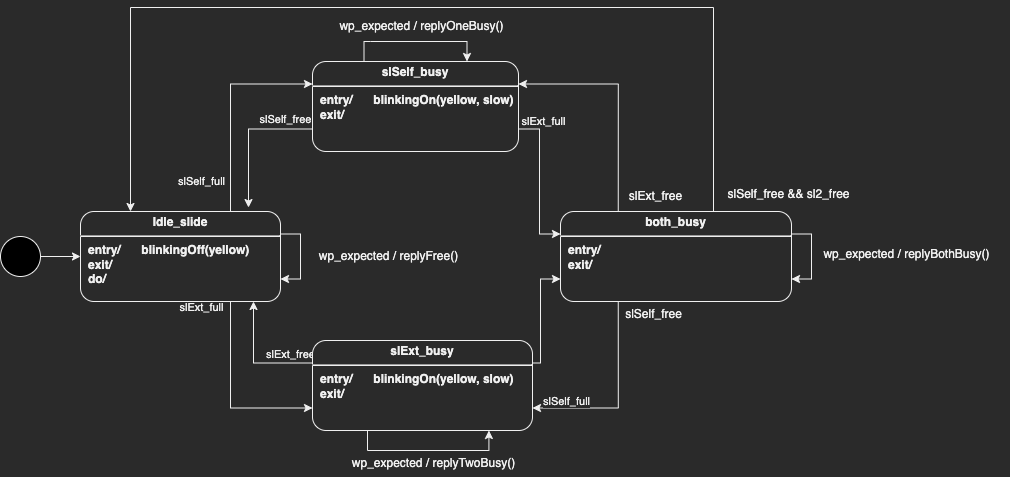 wp_expected / replyOneBusy()
slSelf_busy
entry/ blinkingOn(yellow, slow)
exit/
slSelf_free
slExt_full
slSelf_full
slExt_free
slSelf_free && sl2_free
Idle_slide
entry/ blinkingOff(yellow)
exit/
do/
wp_expected / replyFree()
both_busy
entry/
exit/
wp_expected / replyBothBusy()
slExt_full
slSelf_free
slExt_busy
slExt_free
entry/ blinkingOn(yellow, slow)
exit/
slSelf_full
wp_expected / replyTwoBusy()